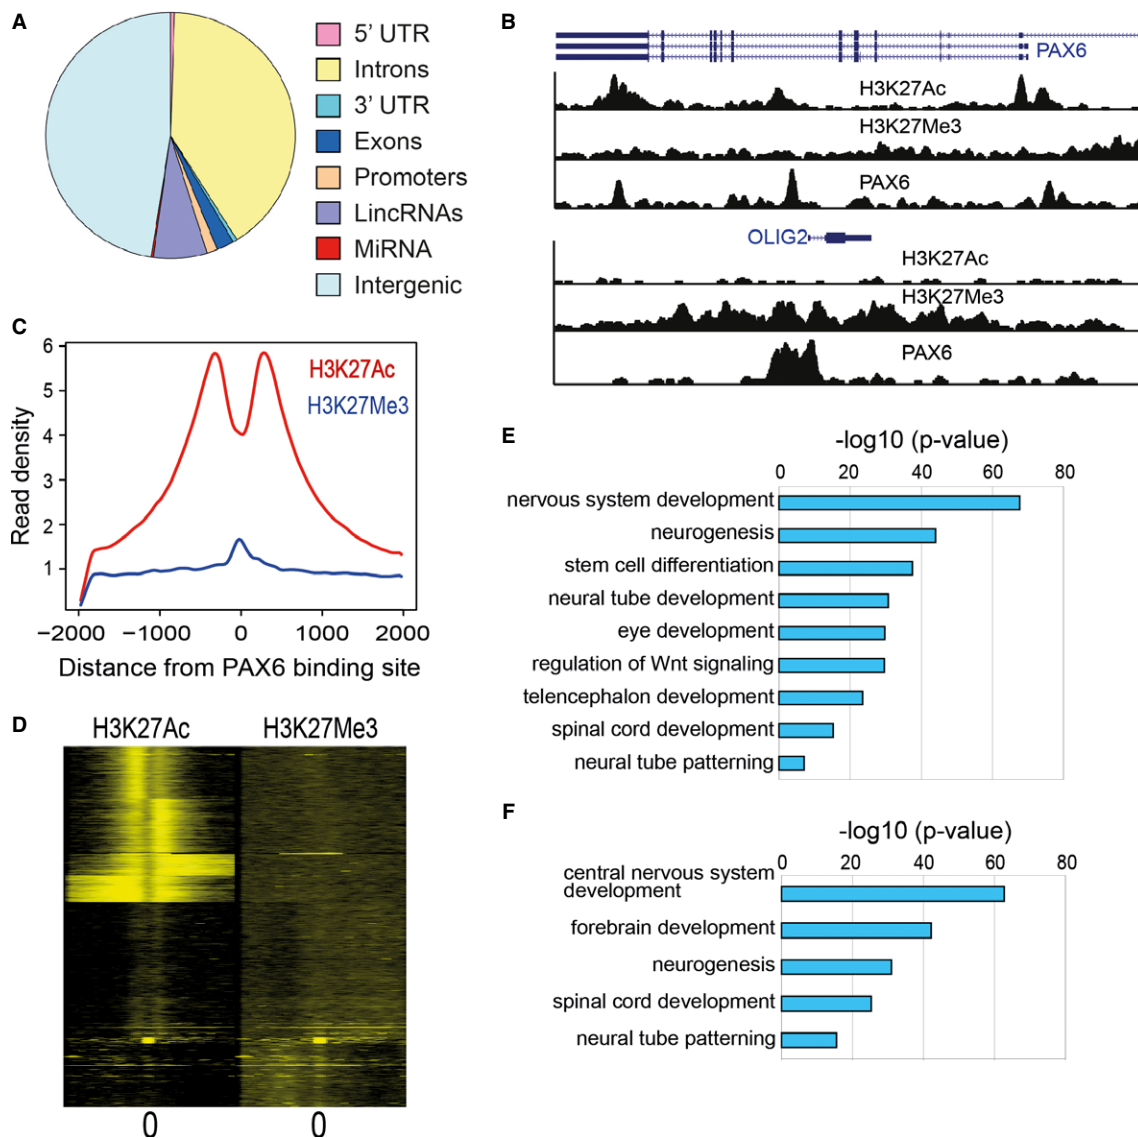 A
5' UTR
Introns
3' UTR
Exons
Promoters
LincRNAs
MiRNA
Intergenic
B
PAX6
H3K27Ac
H3K27Me3
PAX6
OLIG2
H3K27Ac
H3K27Me3
PAX6
C
6
5
4
3
2
1
Read density
H3K27Ac
H3K27Me3
−2000 −1000 0 1000 2000
Distance from PAX6 binding site
D
H3K27Ac H3K27Me3
0 0
E
-log10 (p-value)
0 20 40 60 80
nervous system development
neurogenesis
stem cell differentiation
neural tube development
eye development
regulation of Wnt signaling
telencephalon development
spinal cord development
neural tube patterning
F
-log10 (p-value)
0 20 40 60 80
central nervous system
development
forebrain development
neurogenesis
spinal cord development
neural tube patterning